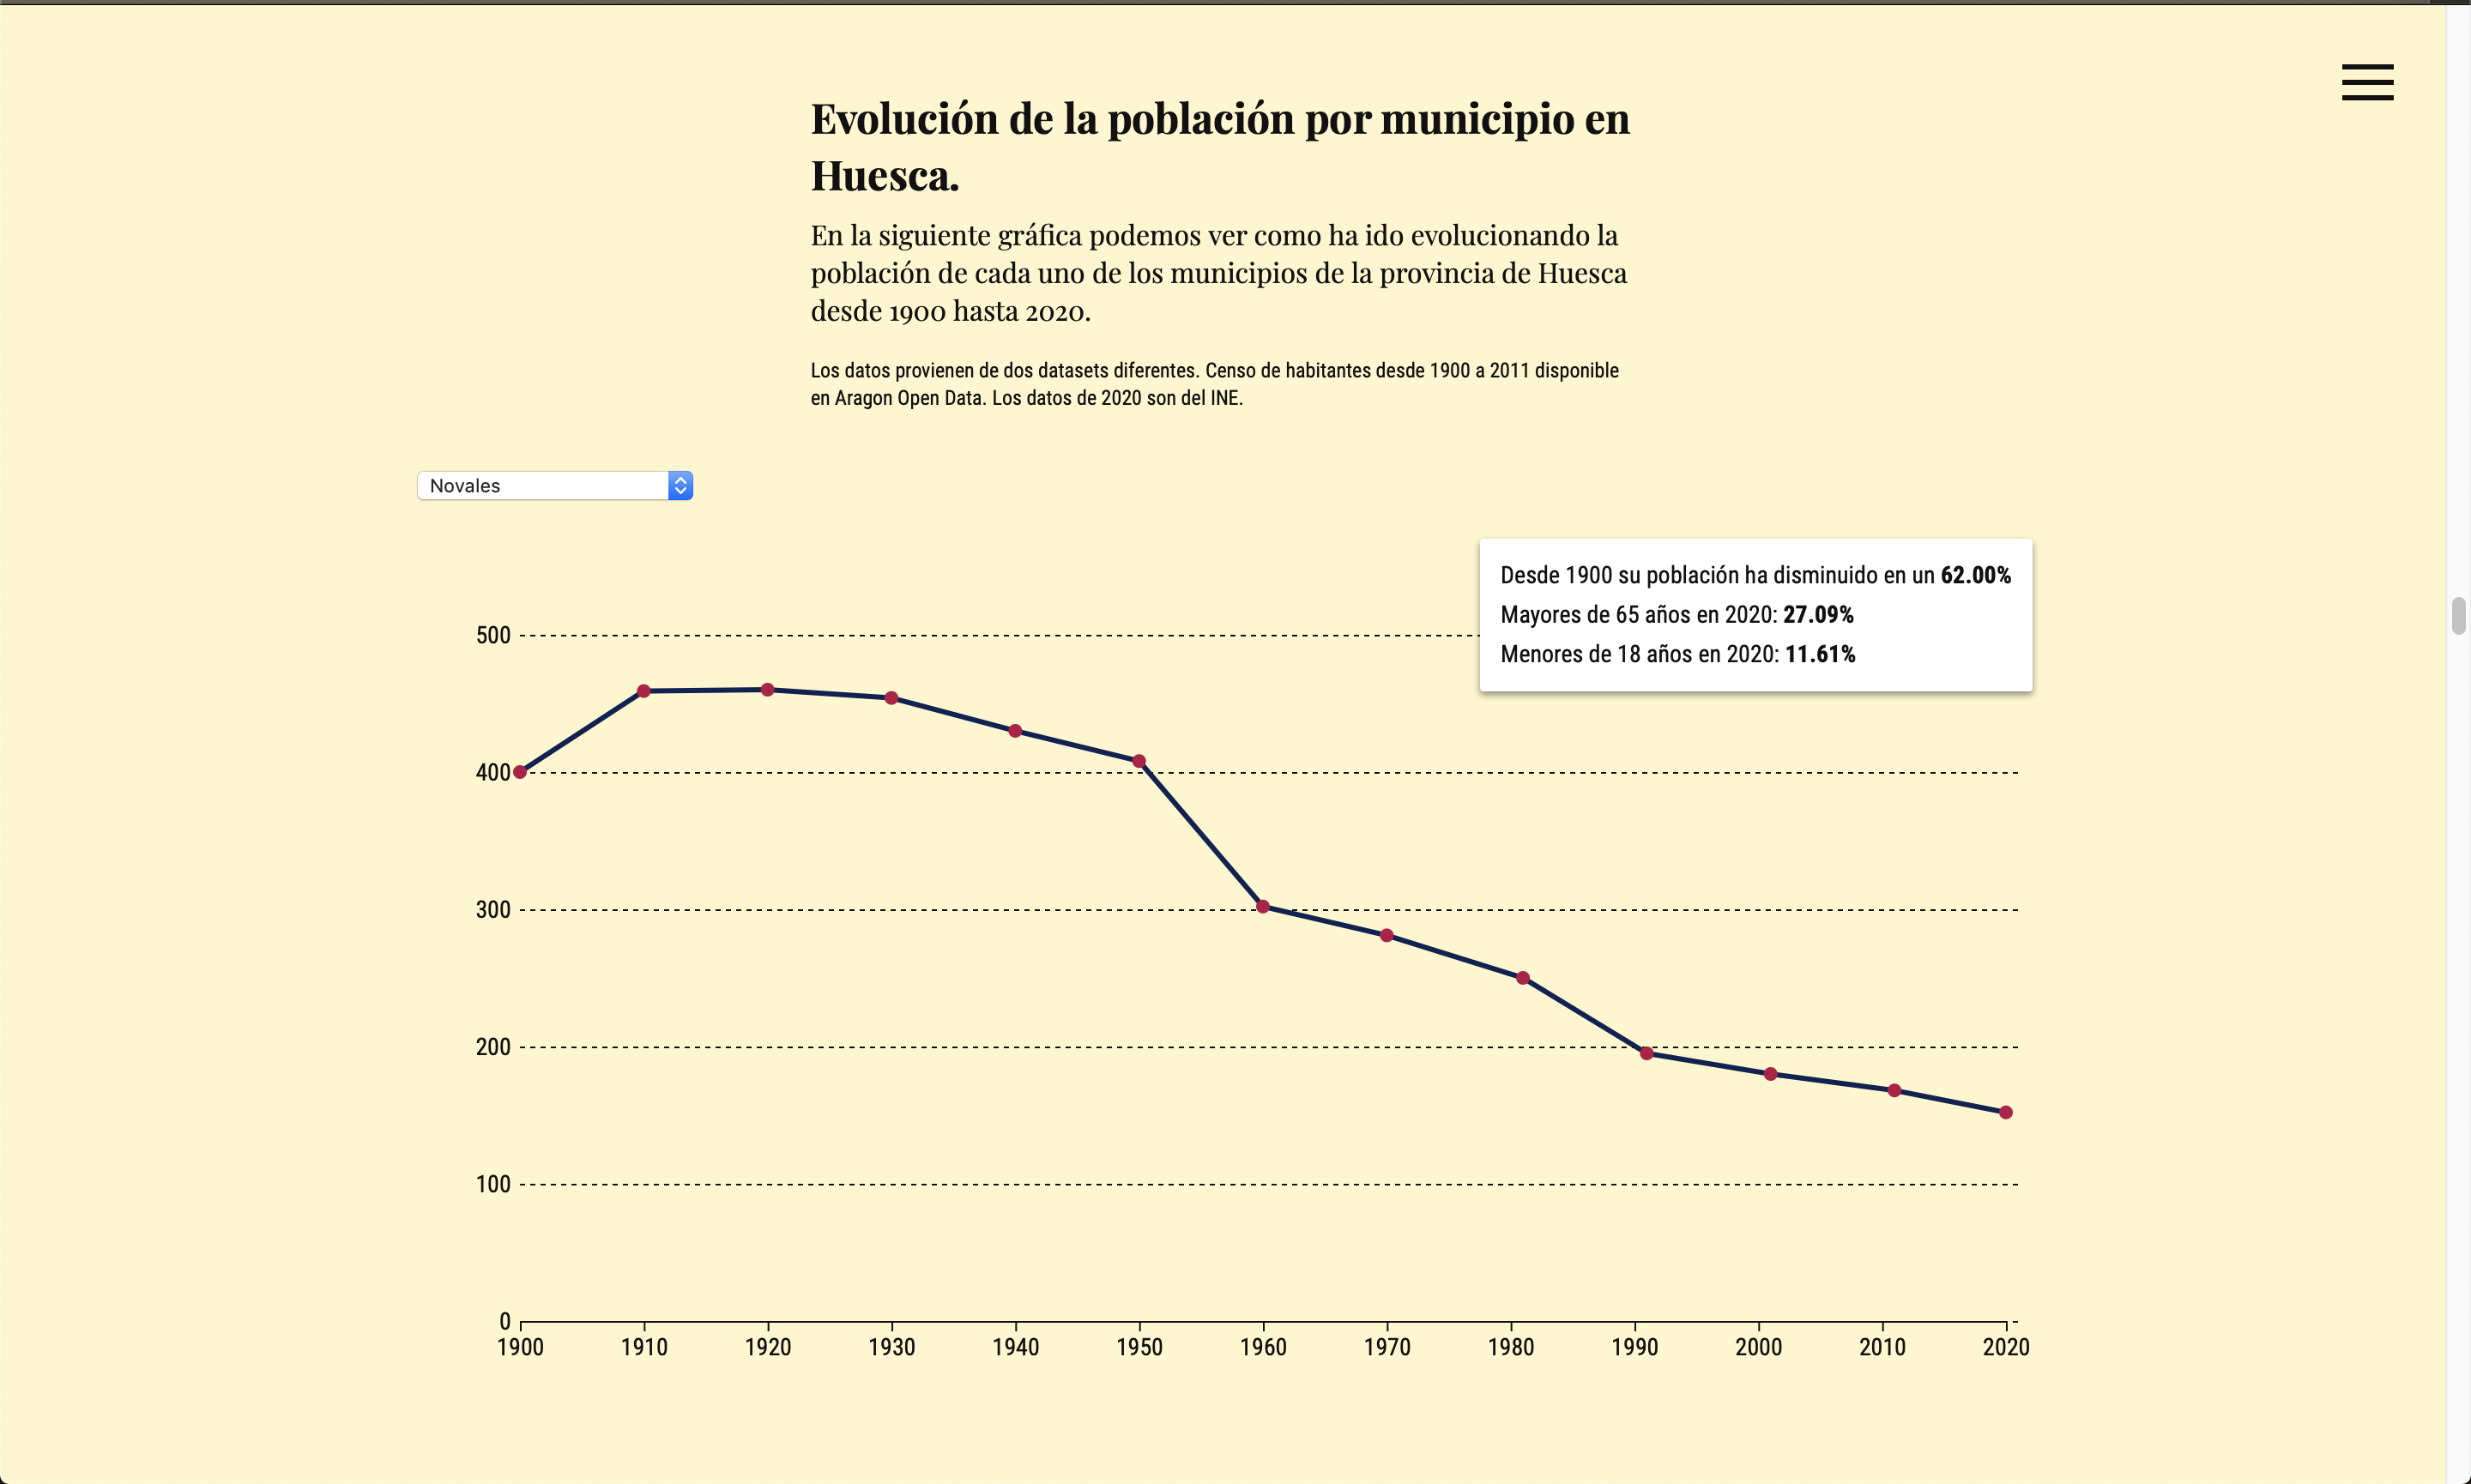 Evolución de la población por municipio en
Huesca.
En la siguiente gráfica podemos ver como ha ido evolucionando la
población de cada uno de los municipios de la provincia de Huesca
desde 1900 hasta 2020.
Los datos provienen de dos datasets diferentes. Censo de habitantes desde 1900 a 2011 disponible
en Aragon Open Data. Los datos de 2020 son del INE.
Novales
Desde 1900 su población ha disminuido en un 62.00%
Mayores de 65 años en 2020: 27.09%
Menores de 18 años en 2020: 11.61%
500
400
300
200
100
0
1900 1910 1920 1930 1940 1950 1960 1970 1980 1990 2000 2010 2020